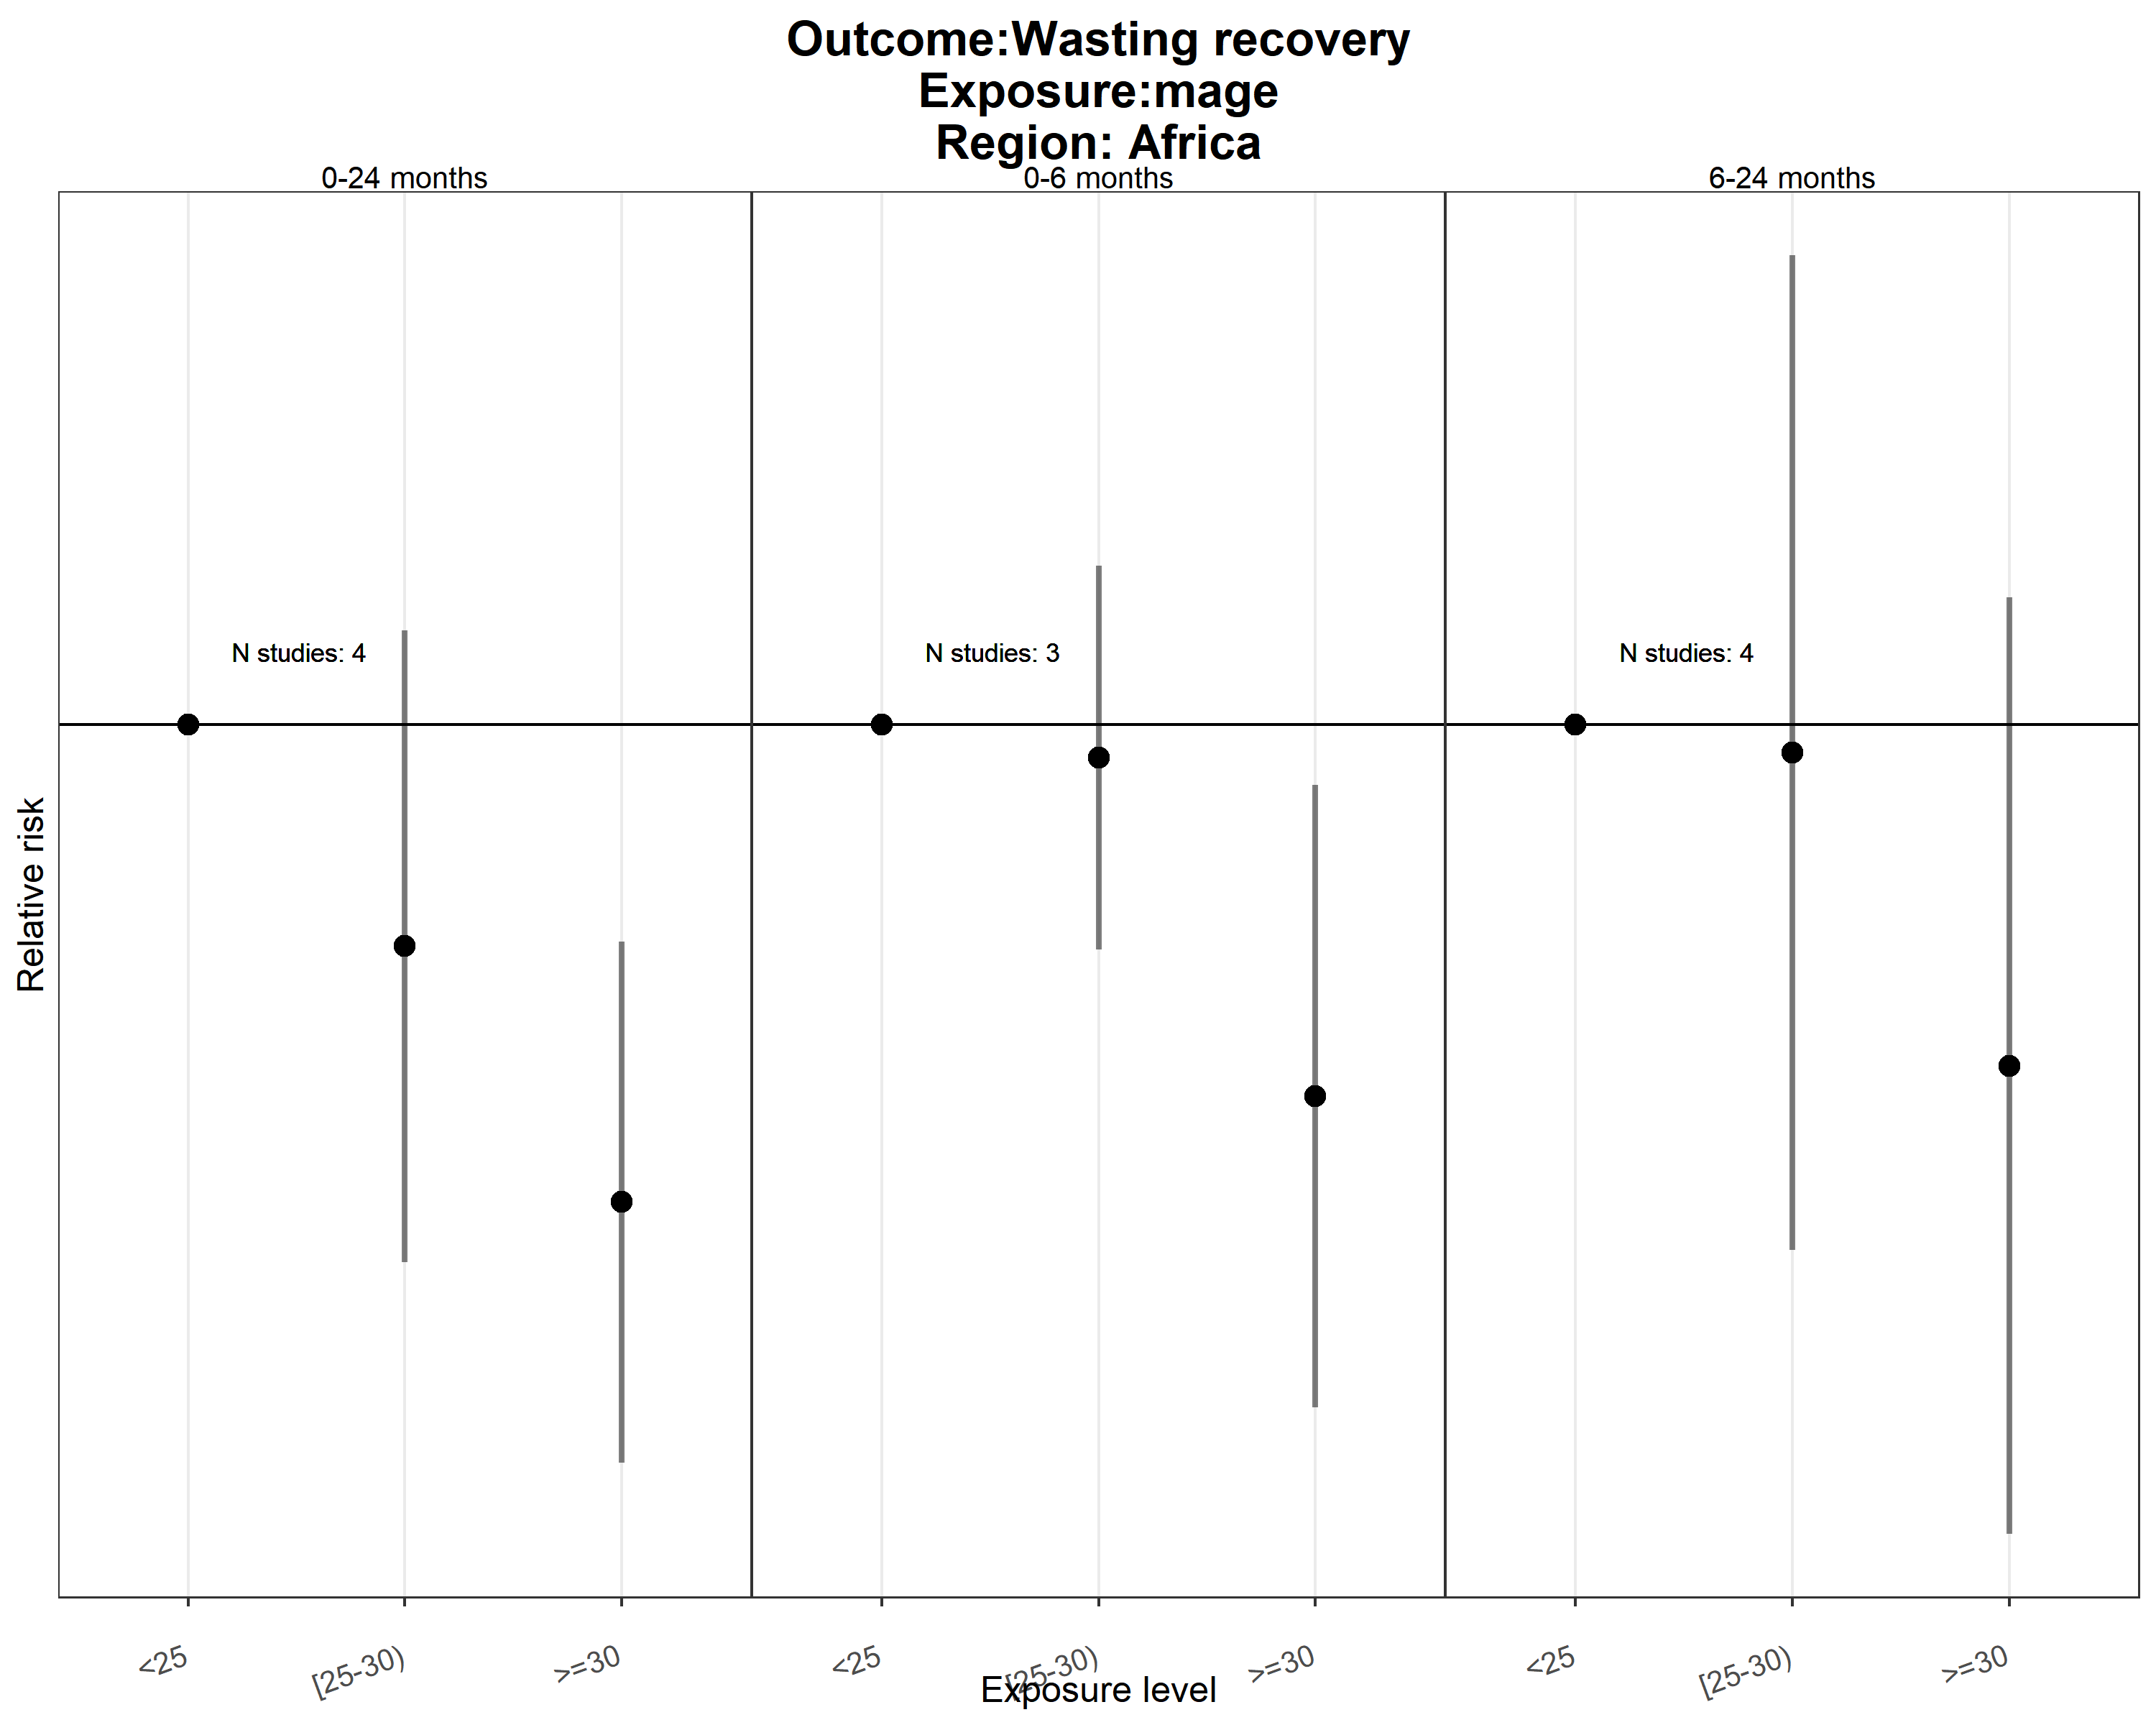 Outcome:Wasting recovery
Exposure:mage
Region: Africa
0-24 months
0-6 months
6-24 months
N studies: 4
N studies: 3
N studies: 4
Relative risk
<25
[25-30)
>=30
<25
[25-30)
>=30
<25
[25-30)
>=30
Exposure level